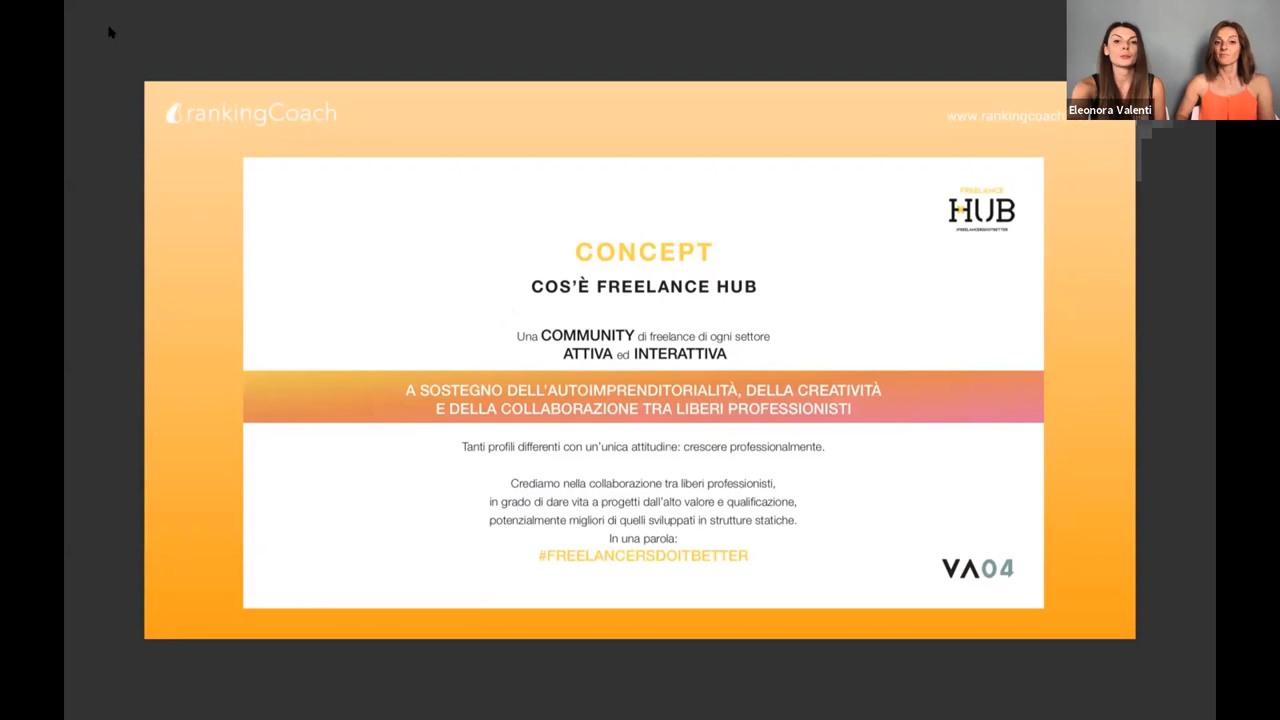 rankingCoach
www.rankingcoach
Eleonora Valenti
FREELANCE
HUB
#FREELANCERSDOITBETTER
CONCEPT
COS'È FREELANCE HUB
Una COMMUNITY di freelance di ogni settore
ATTIVA ed INTERATTIVA
A SOSTEGNO DELL'AUTOIMPRENDITORIALITÀ, DELLA CREATIVITÀ
E DELLA COLLABORAZIONE TRA LIBERI PROFESSIONISTI
Tanti profili differenti con un'unica attitudine: crescere professionalmente.
Crediamo nella collaborazione tra liberi professionisti,
in grado di dare vita a progetti dall'alto valore e qualificazione,
potenzialmente migliori di quelli sviluppati in strutture statiche.
In una parola:
#FREELANCERSDOITBETTER
VA04